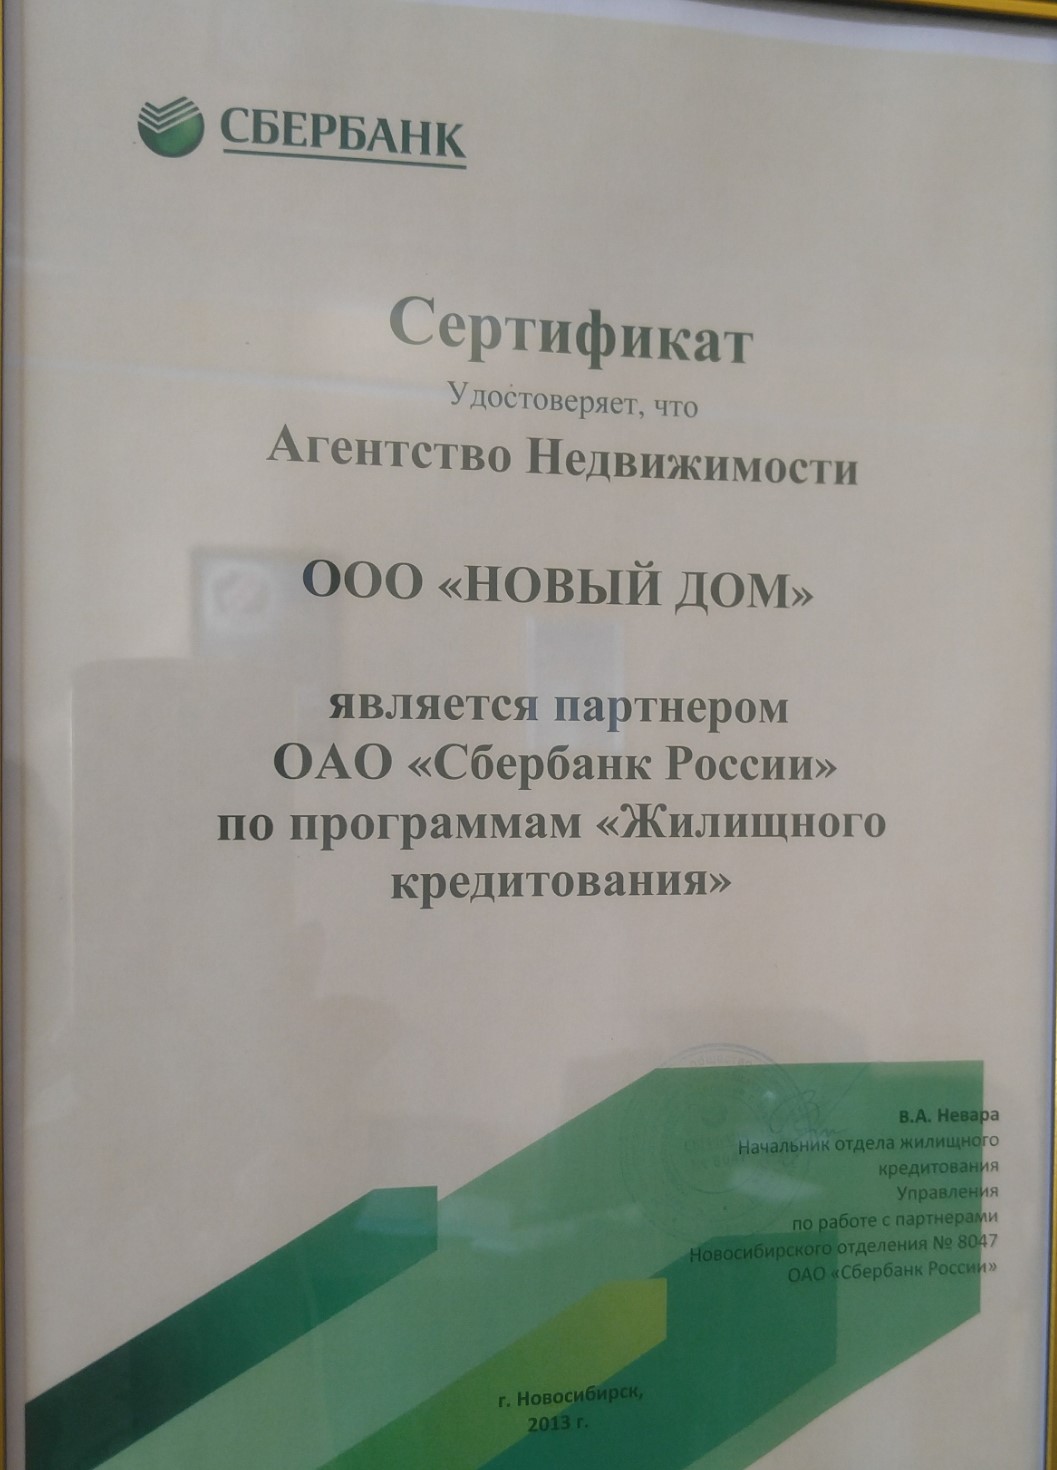 СБЕРБАНК
Сертификат
Удостоверяет, что
Агентство Недвижимости
ООО «НОВЫЙ ДОМ»
является партнером
ОАО «Сбербанк России»
по программам «Жилищного
кредитования»
В.А. Невара
Начальник отдела жилищного
кредитования
Управления
по работе с партнерами
Новосибирского отделения № 8047
ОАО «Сбербанк России»
г. Новосибирск,
2013 г.